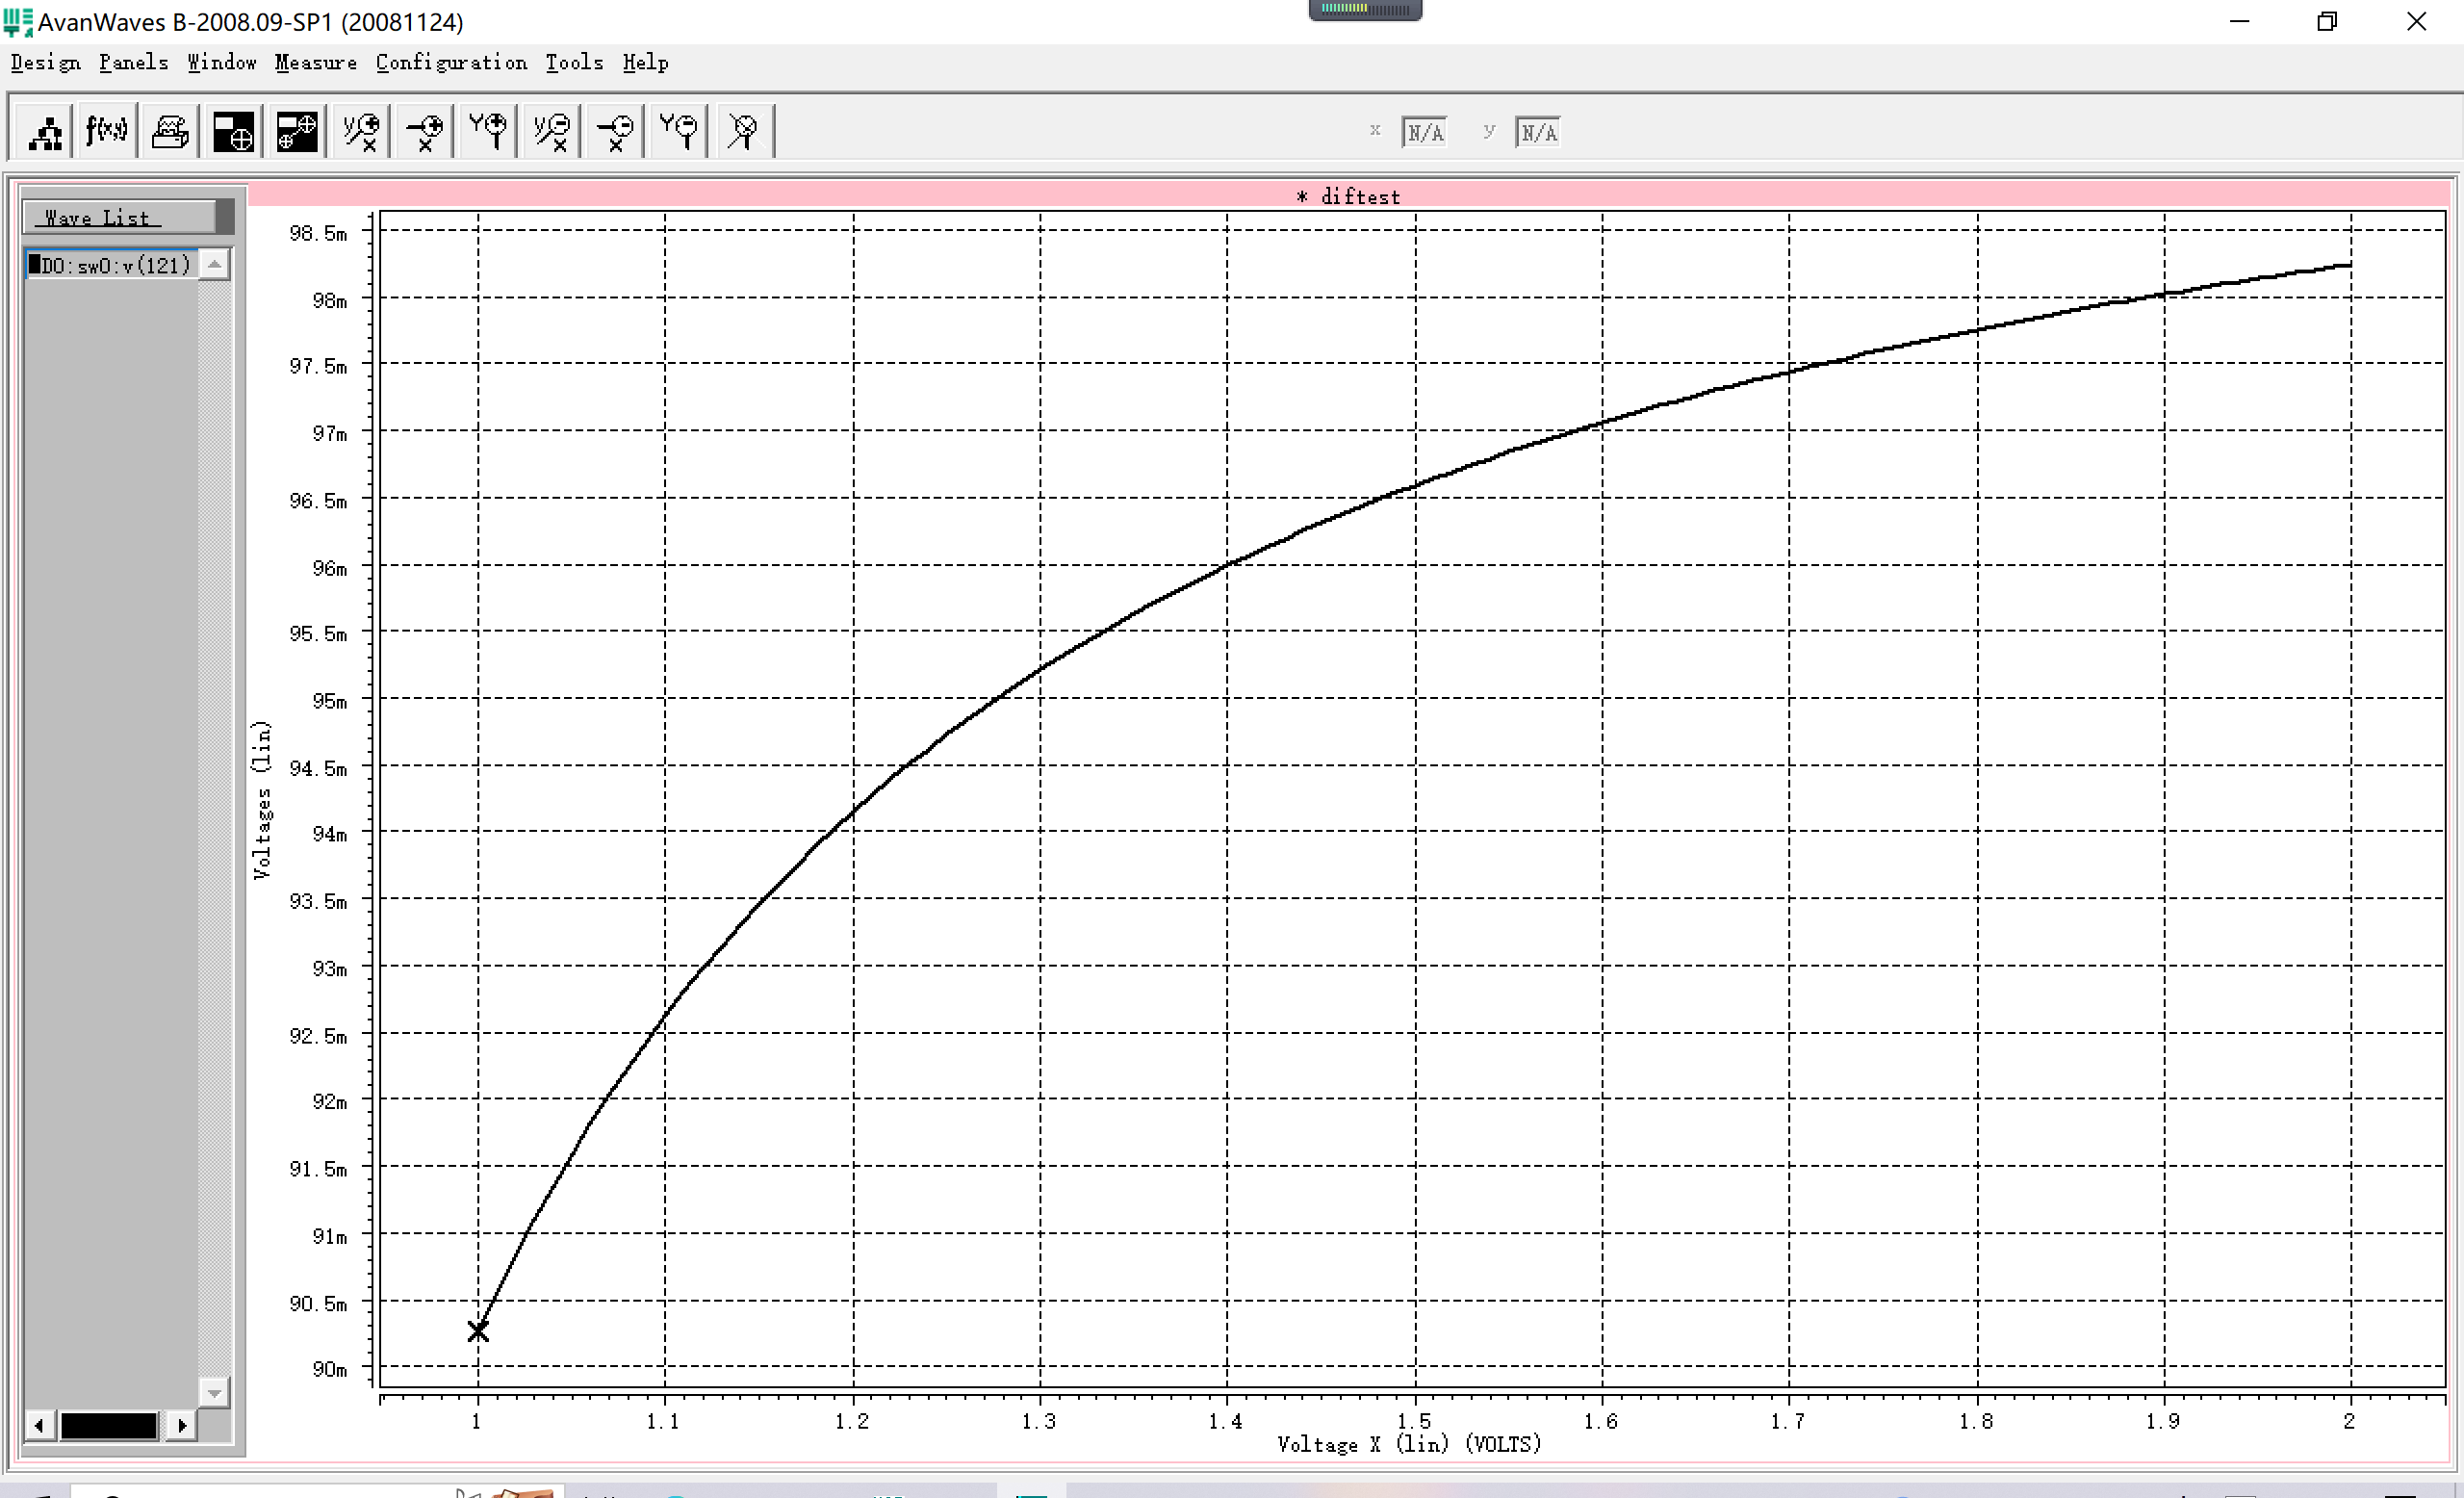 AvanWaves B-2008.09-SP1 (20081124)
Design Panels Window Measure Configuration Tools Help
f(x,y)
x N/A y N/A
* diftest
Wave List
D0:sw0:v(121)
98.5m
98m
97.5m
97m
96.5m
96m
95.5m
95m
94.5m
94m
93.5m
93m
92.5m
92m
91.5m
91m
90.5m
90m
Voltages (lin)
1 1.1 1.2 1.3 1.4 1.5 1.6 1.7 1.8 1.9 2
Voltage X (lin) (VOLTS)